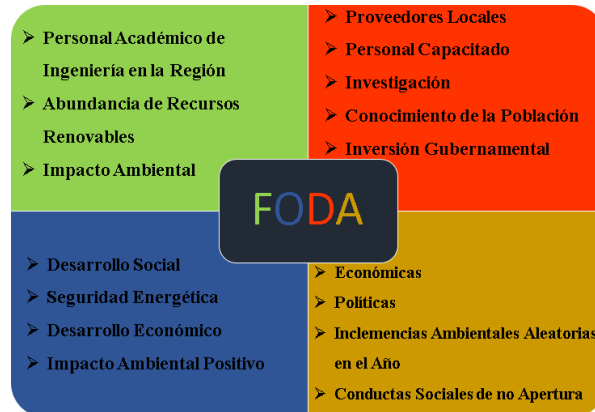 ➢ Personal Académico de
Ingeniería en la Región
➢ Abundancia de Recursos
Renovables
➢ Impacto Ambiental
➢ Proveedores Locales
➢ Personal Capacitado
➢ Investigación
➢ Conocimiento de la Población
➢ Inversión Gubernamental
FODA
➢ Desarrollo Social
➢ Seguridad Energética
➢ Desarrollo Económico
➢ Impacto Ambiental Positivo
➢ Económicas
➢ Políticas
➢ Inclemencias Ambientales Aleatorias
en el Año
➢ Conductas Sociales de no Apertura